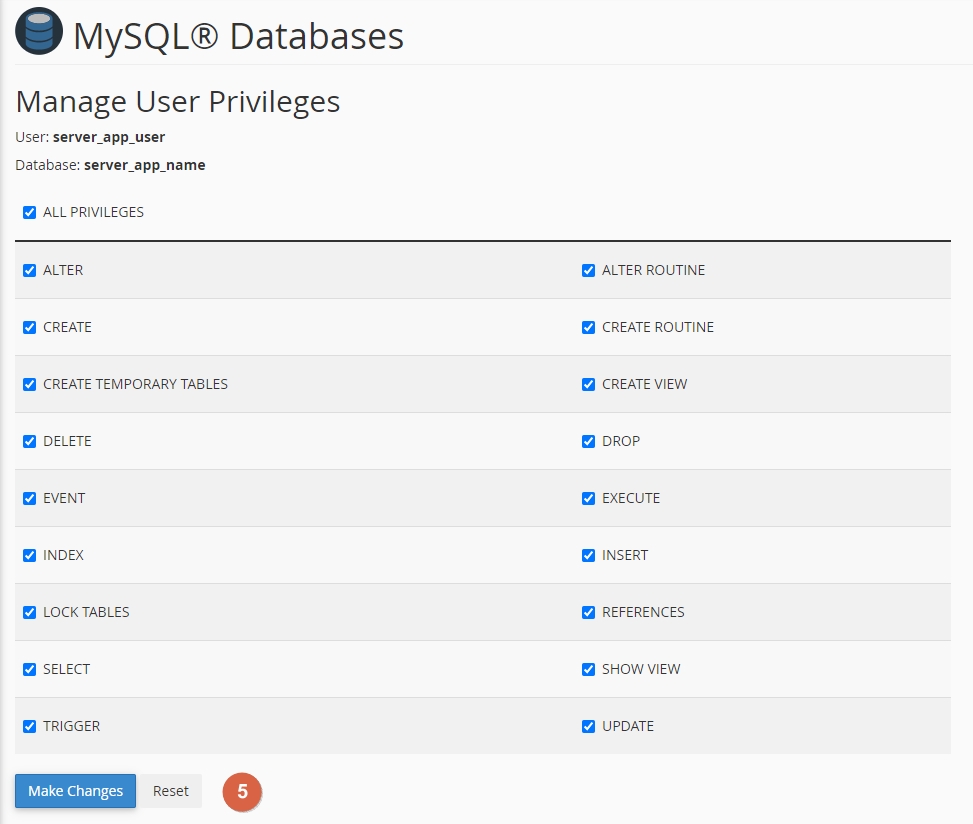 MySQL® Databases
Manage User Privileges
User: server_app_user
Database: server_app_name
ALL PRIVILEGES
ALTER ALTER ROUTINE
CREATE CREATE ROUTINE
CREATE TEMPORARY TABLES CREATE VIEW
DELETE DROP
EVENT EXECUTE
INDEX INSERT
LOCK TABLES REFERENCES
SELECT SHOW VIEW
TRIGGER UPDATE
Make Changes Reset 5